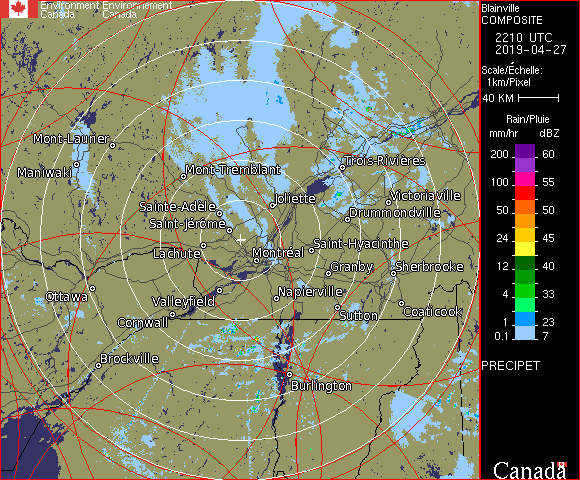 Environment Environnement
Canada Canada
Blainville
COMPOSITE
2210 UTC
2019-04-27
Scale/Échelle:
1km/Pixel
40 KM
Rain/Pluie
mm/hr dBZ
200 60
100 55
50 50
24 45
12 40
4 33
1 23
0.1 7
PRECIPET
Canada
Mont-Laurier
Maniwaki
Mont-Tremblant
Trois-Rivières
Sainte-Adele
Joliette
Victoriaville
Saint-Jérôme
Drummondville
Lachute
Montréal
Saint-Hyacinthe
Granby
Sherbrooke
Ottawa
Valleyfield
Napierville
Cornwall
Sutton
Coaticook
Brockville
Burlington